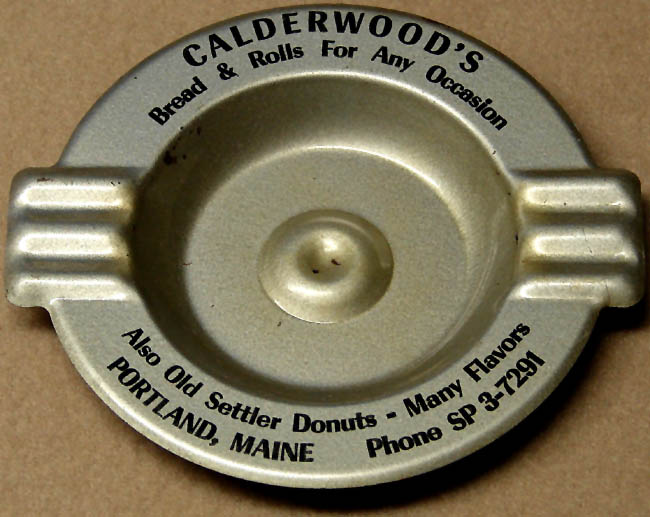 CALDERWOOD'S
Bread & Rolls For Any Occasion
Also Old Settler Donuts - Many Flavors
PORTLAND, MAINE Phone SP 3-7291